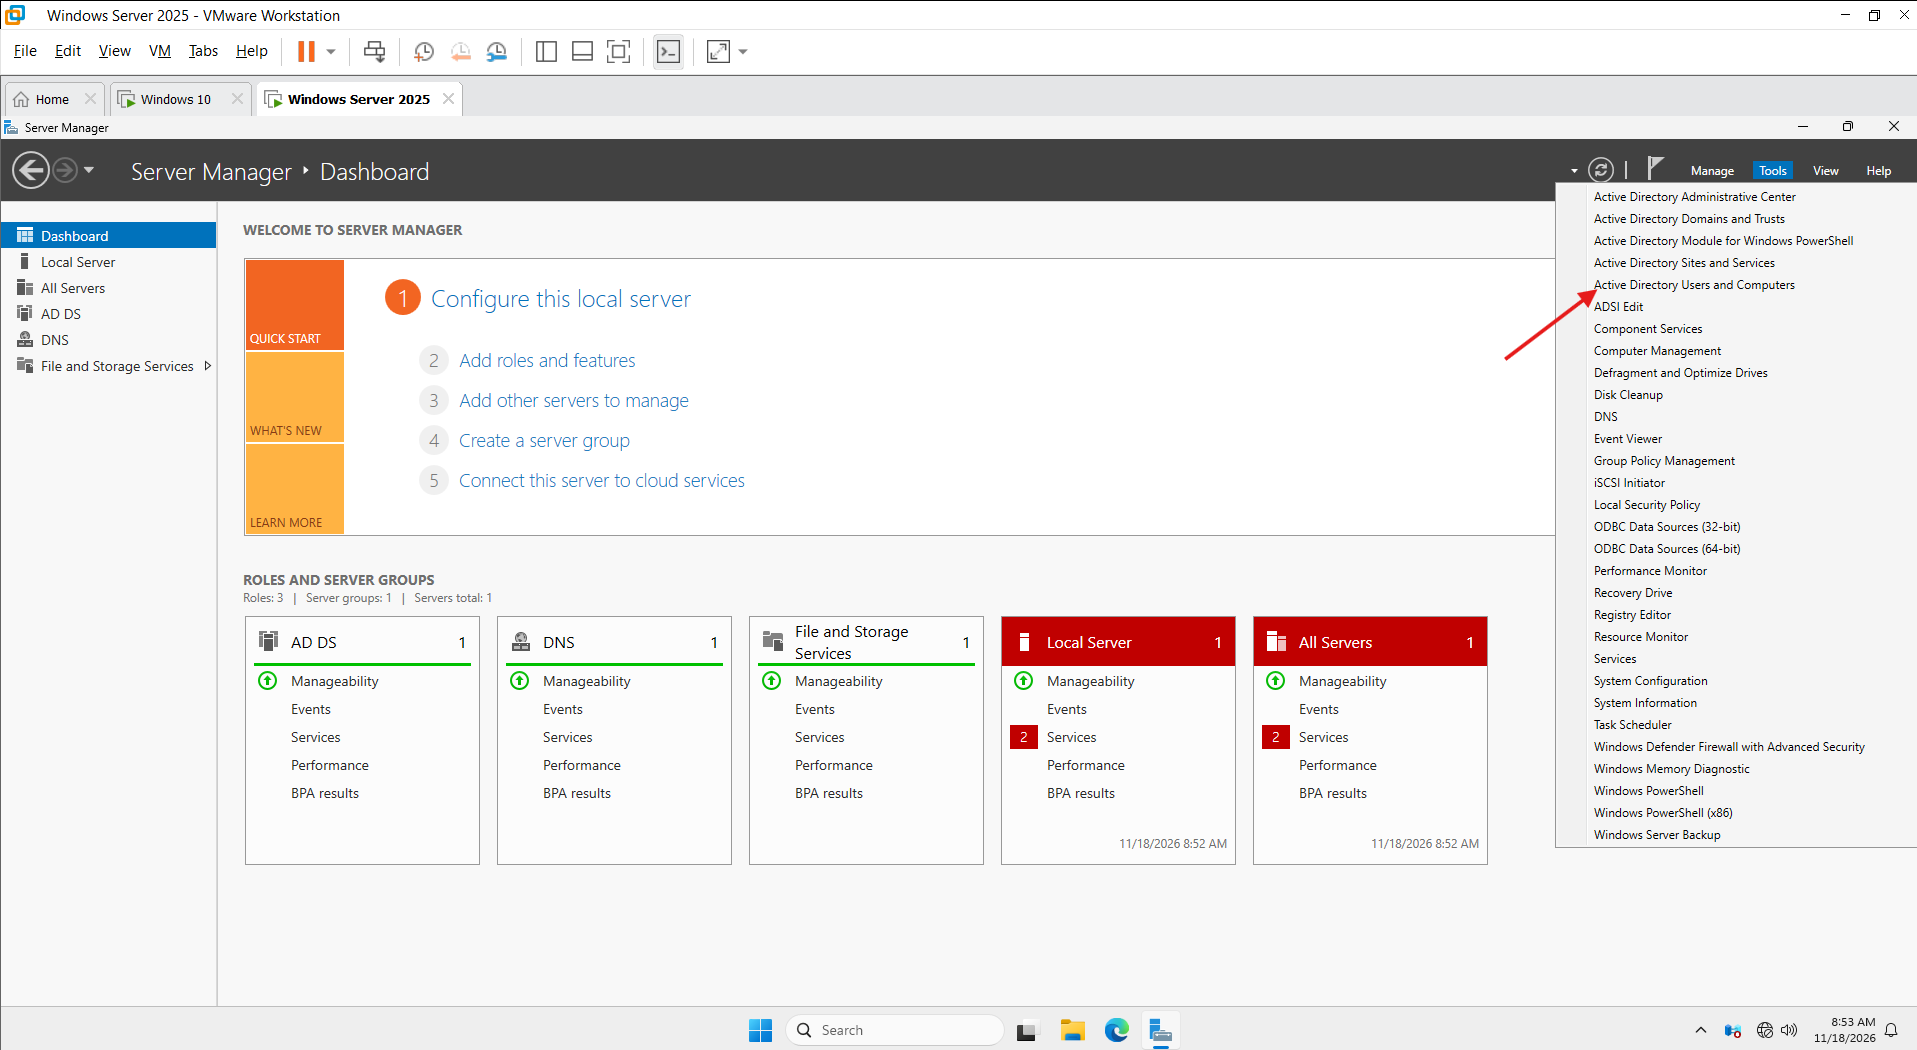 Windows Server 2025 - VMware Workstation
File Edit View VM Tabs Help
Home Windows 10 Windows Server 2025
Server Manager
Server Manager Dashboard
Manage Tools View Help
Dashboard
Local Server
All Servers
AD DS
DNS
File and Storage Services
WELCOME TO SERVER MANAGER
QUICK START
WHAT'S NEW
LEARN MORE
1 Configure this local server
2 Add roles and features
3 Add other servers to manage
4 Create a server group
5 Connect this server to cloud services
ROLES AND SERVER GROUPS
Roles: 3 | Server groups: 1 | Servers total: 1
AD DS 1
Manageability
Events
Services
Performance
BPA results
DNS 1
Manageability
Events
Services
Performance
BPA results
File and Storage
Services 1
Manageability
Events
Services
Performance
BPA results
Local Server 1
Manageability
Events
2 Services
Performance
BPA results
11/18/2026 8:52 AM
All Servers 1
Manageability
Events
2 Services
Performance
BPA results
11/18/2026 8:52 AM
Active Directory Administrative Center
Active Directory Domains and Trusts
Active Directory Module for Windows PowerShell
Active Directory Sites and Services
Active Directory Users and Computers
ADSI Edit
Component Services
Computer Management
Defragment and Optimize Drives
Disk Cleanup
DNS
Event Viewer
Group Policy Management
iSCSI Initiator
Local Security Policy
ODBC Data Sources (32-bit)
ODBC Data Sources (64-bit)
Performance Monitor
Recovery Drive
Registry Editor
Resource Monitor
Services
System Configuration
System Information
Task Scheduler
Windows Defender Firewall with Advanced Security
Windows Memory Diagnostic
Windows PowerShell
Windows PowerShell (x86)
Windows Server Backup
Search
8:53 AM
11/18/2026